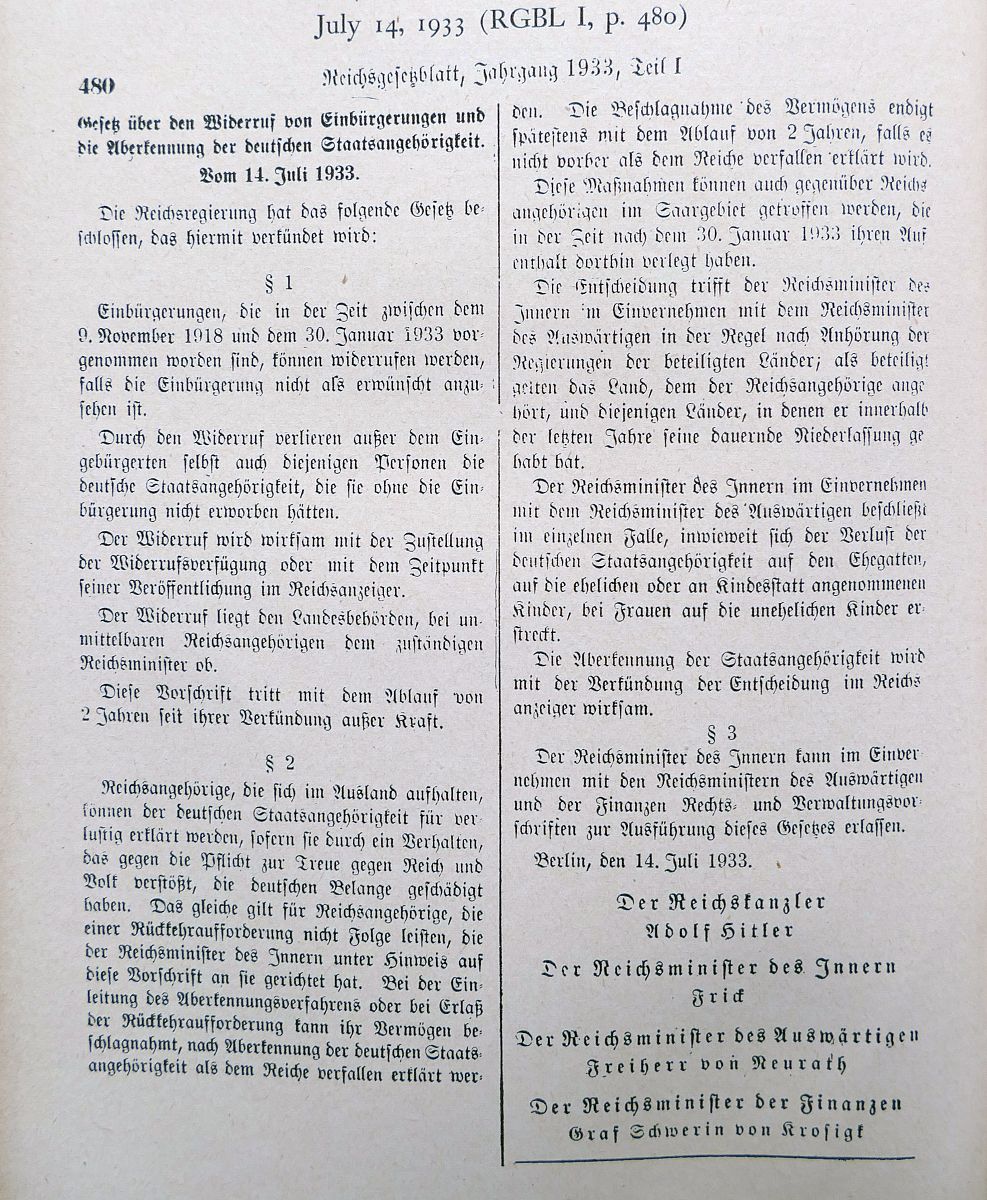 July 14, 1933 (RGBL I, p. 480)
480
Reichsgesetzblatt, Jahrgang 1933, Teil I
Gesetz über den Widerruf von Einbürgerungen und
die Aberkennung der deutschen Staatsangehörigkeit.
Vom 14. Juli 1933.
Die Reichsregierung hat das folgende Gesetz be-
schlossen, das hiermit verkündet wird:
§ 1
Einbürgerungen, die in der Zeit zwischen dem
9. November 1918 und dem 30. Januar 1933 vor-
genommen worden sind, können widerrufen werden,
falls die Einbürgerung nicht als erwünscht anzu-
sehen ist.
Durch den Widerruf verlieren außer dem Ein-
gebürgerten selbst auch diejenigen Personen die
deutsche Staatsangehörigkeit, die sie ohne die Ein-
bürgerung nicht erworben hätten.
Der Widerruf wird wirksam mit der Zustellung
der Widerrufsverfügung oder mit dem Zeitpunkt
seiner Veröffentlichung im Reichsanzeiger.
Der Widerruf liegt den Landesbehörden, bei un-
mittelbaren Reichsangehörigen dem zuständigen
Reichsminister ob.
Diese Vorschrift tritt mit dem Ablauf von
2 Jahren seit ihrer Verkündung außer Kraft.
§ 2
Reichsangehörige, die sich im Ausland aufhalten,
können der deutschen Staatsangehörigkeit für ver-
lustig erklärt werden, sofern sie durch ein Verhalten,
das gegen die Pflicht zur Treue gegen Reich und
Volk verstößt, die deutschen Belange geschädigt
haben. Das gleiche gilt für Reichsangehörige, die
einer Rückkehraufforderung nicht Folge leisten, die
der Reichsminister des Innern unter Hinweis auf
diese Vorschrift an sie gerichtet hat. Bei der Ein-
leitung des Aberkennungsverfahrens oder bei Erlaß
der Rückkehraufforderung kann ihr Vermögen be-
schlagnahmt, nach Aberkennung der deutschen Staats-
angehörigkeit als dem Reiche verfallen erklärt wer-
den. Die Beschlagnahme des Vermögens endigt
spätestens mit dem Ablauf von 2 Jahren, falls es
nicht vorher als dem Reiche verfallen erklärt wird.
Diese Maßnahmen können auch gegenüber Reichs
angehörigen im Saargebiet getroffen werden, die
in der Zeit nach dem 30. Januar 1933 ihren Auf
enthalt dorthin verlegt haben.
Die Entscheidung trifft der Reichsminister des
Innern im Einvernehmen mit dem Reichsminister
des Auswärtigen in der Regel nach Anhörung der
Regierungen der beteiligten Länder; als beteiligt
gelten das Land, dem der Reichsangehörige ange
hört, und diejenigen Länder, in denen er innerhalb
der letzten Jahre seine dauernde Niederlassung ge
habt hat.
Der Reichsminister des Innern im Einvernehmen
mit dem Reichsminister des Auswärtigen beschließt
im einzelnen Falle, inwieweit sich der Verlust der
deutschen Staatsangehörigkeit auf den Ehegatten,
auf die ehelichen oder an Kindesstatt angenommenen
Kinder, bei Frauen auf die unehelichen Kinder er-
streckt.
Die Aberkennung der Staatsangehörigkeit wird
mit der Verkündung der Entscheidung im Reichs
anzeiger wirksam.
§ 3
Der Reichsminister des Innern kann im Einver
nehmen mit den Reichsministern des Auswärtigen
und der Finanzen Rechts- und Verwaltungsvor-
schriften zur Ausführung dieses Gesetzes erlassen.
Berlin, den 14. Juli 1933.
Der Reichskanzler
Adolf Hitler
Der Reichsminister des Innern
Frick
Der Reichsminister des Auswärtigen
Freiherr von Neurath
Der Reichsminister der Finanzen
Graf Schwerin von Krosigk